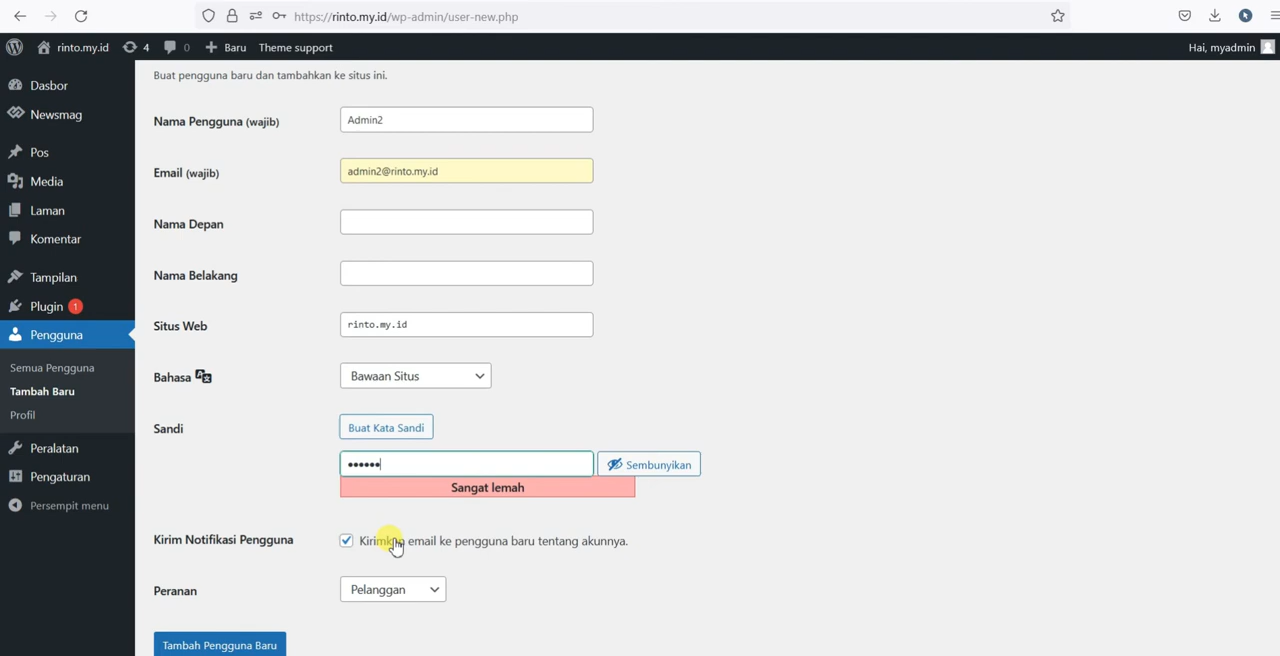 https://rinto.my.id/wp-admin/user-new.php
rinto.my.id 4 0 Baru Theme support Hai, myadmin
Dasbor
Newsmag
Pos
Media
Laman
Komentar
Tampilan
Plugin 1
Pengguna
Semua Pengguna
Tambah Baru
Profil
Peralatan
Pengaturan
Persempit menu
Buat pengguna baru dan tambahkan ke situs ini.
Nama Pengguna (wajib) Admin2
Email (wajib) admin2@rinto.my.id
Nama Depan
Nama Belakang
Situs Web rinto.my.id
Bahasa Bawaan Situs
Sandi Buat Kata Sandi
•••••• Sembunyikan
Sangat lemah
Kirim Notifikasi Pengguna Kirimkan email ke pengguna baru tentang akunnya.
Peranan Pelanggan
Tambah Pengguna Baru